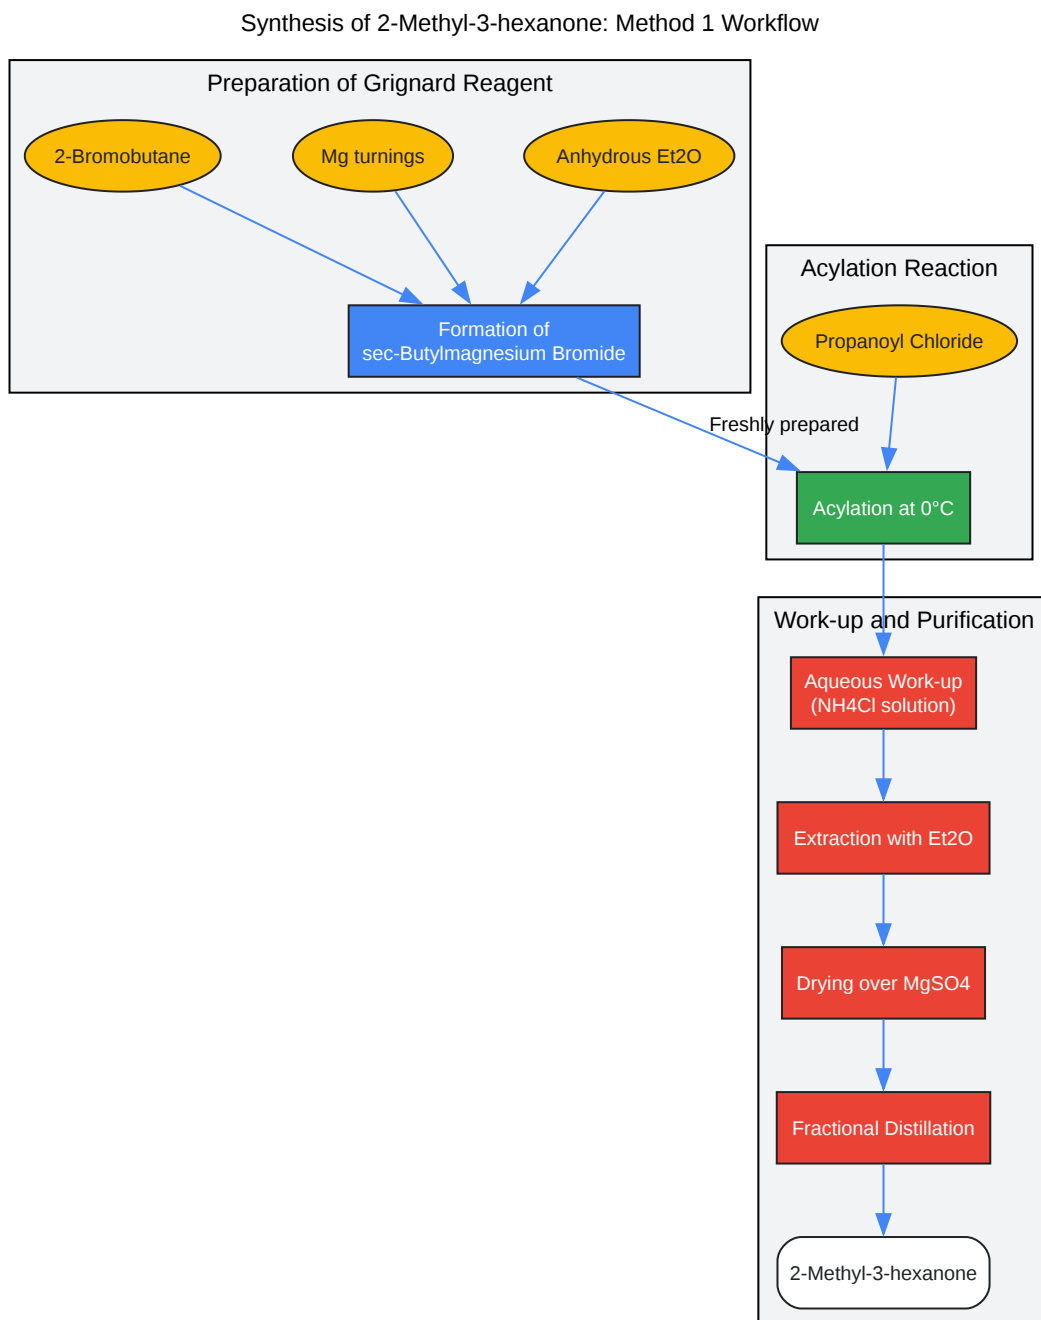 Synthesis of 2-Methyl-3-hexanone: Method 1 Workflow
Preparation of Grignard Reagent
2-Bromobutane
Mg turnings
Anhydrous Et2O
Formation of
sec-Butylmagnesium Bromide
Acylation Reaction
Propanoyl Chloride
Freshly prepared
Acylation at 0°C
Work-up and Purification
Aqueous Work-up
(NH4Cl solution)
Extraction with Et2O
Drying over MgSO4
Fractional Distillation
2-Methyl-3-hexanone